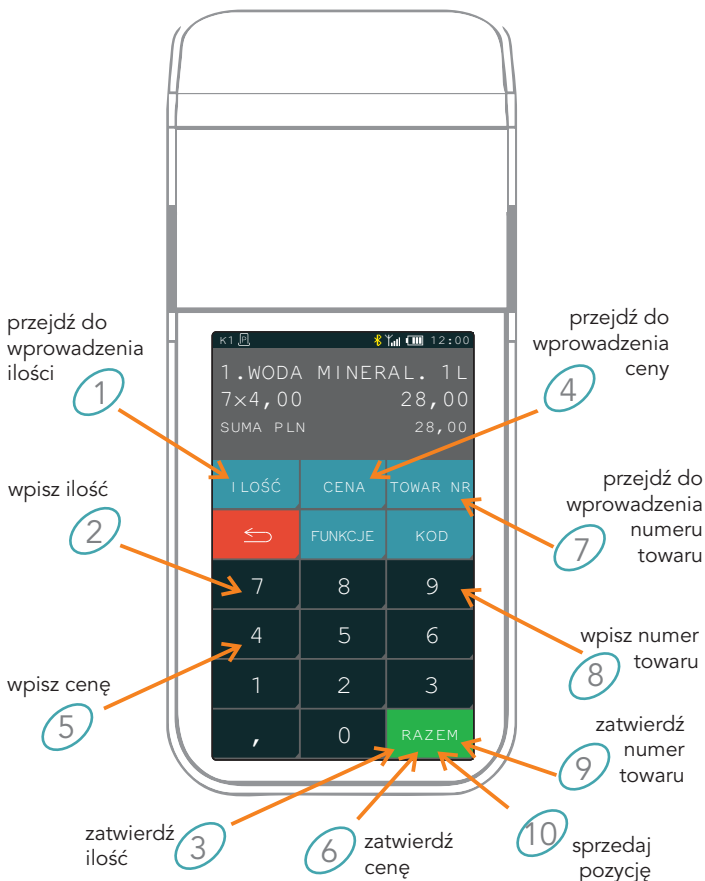 przejdź do
wprowadzenia
ilości
1
przejdź do
wprowadzenia
ceny
4
K1 P 12:00
1.WODA MINERAL. 1L
7×4,00 28,00
SUMA PLN 28,00
ILOŚĆ CENA TOWAR NR
FUNKCJE KOD
7 8 9
4 5 6
1 2 3
, 0 RAZEM
wpisz ilość
2
przejdź do
wprowadzenia
numeru
towaru
7
wpisz numer
towaru
8
wpisz cenę
5
zatwierdź
numer
towaru
9
zatwierdź
ilość
3
6
zatwierdź
cenę
10
sprzedaj
pozycję